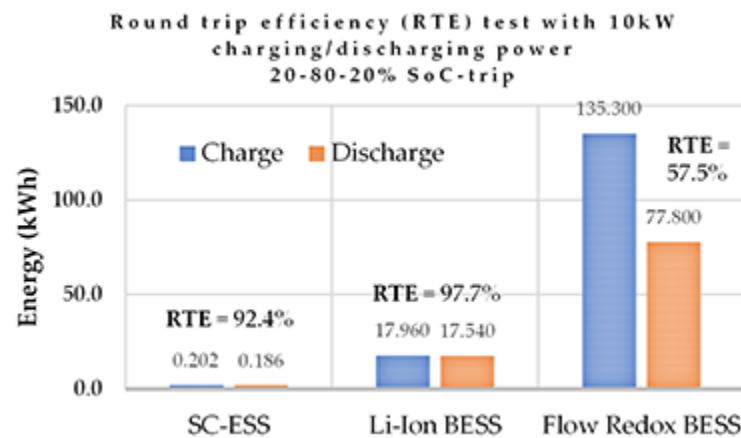 Round trip efficiency (RTE) test with 10kW
charging/discharging power
20-80-20% SoC-trip
Energy (kWh)
150.0
100.0
50.0
0.0
Charge
Discharge
RTE = 92.4%
0.202
0.186
RTE = 97.7%
17.960
17.540
135.300
RTE =
57.5%
77.800
SC-ESS
Li-Ion BESS
Flow Redox BESS